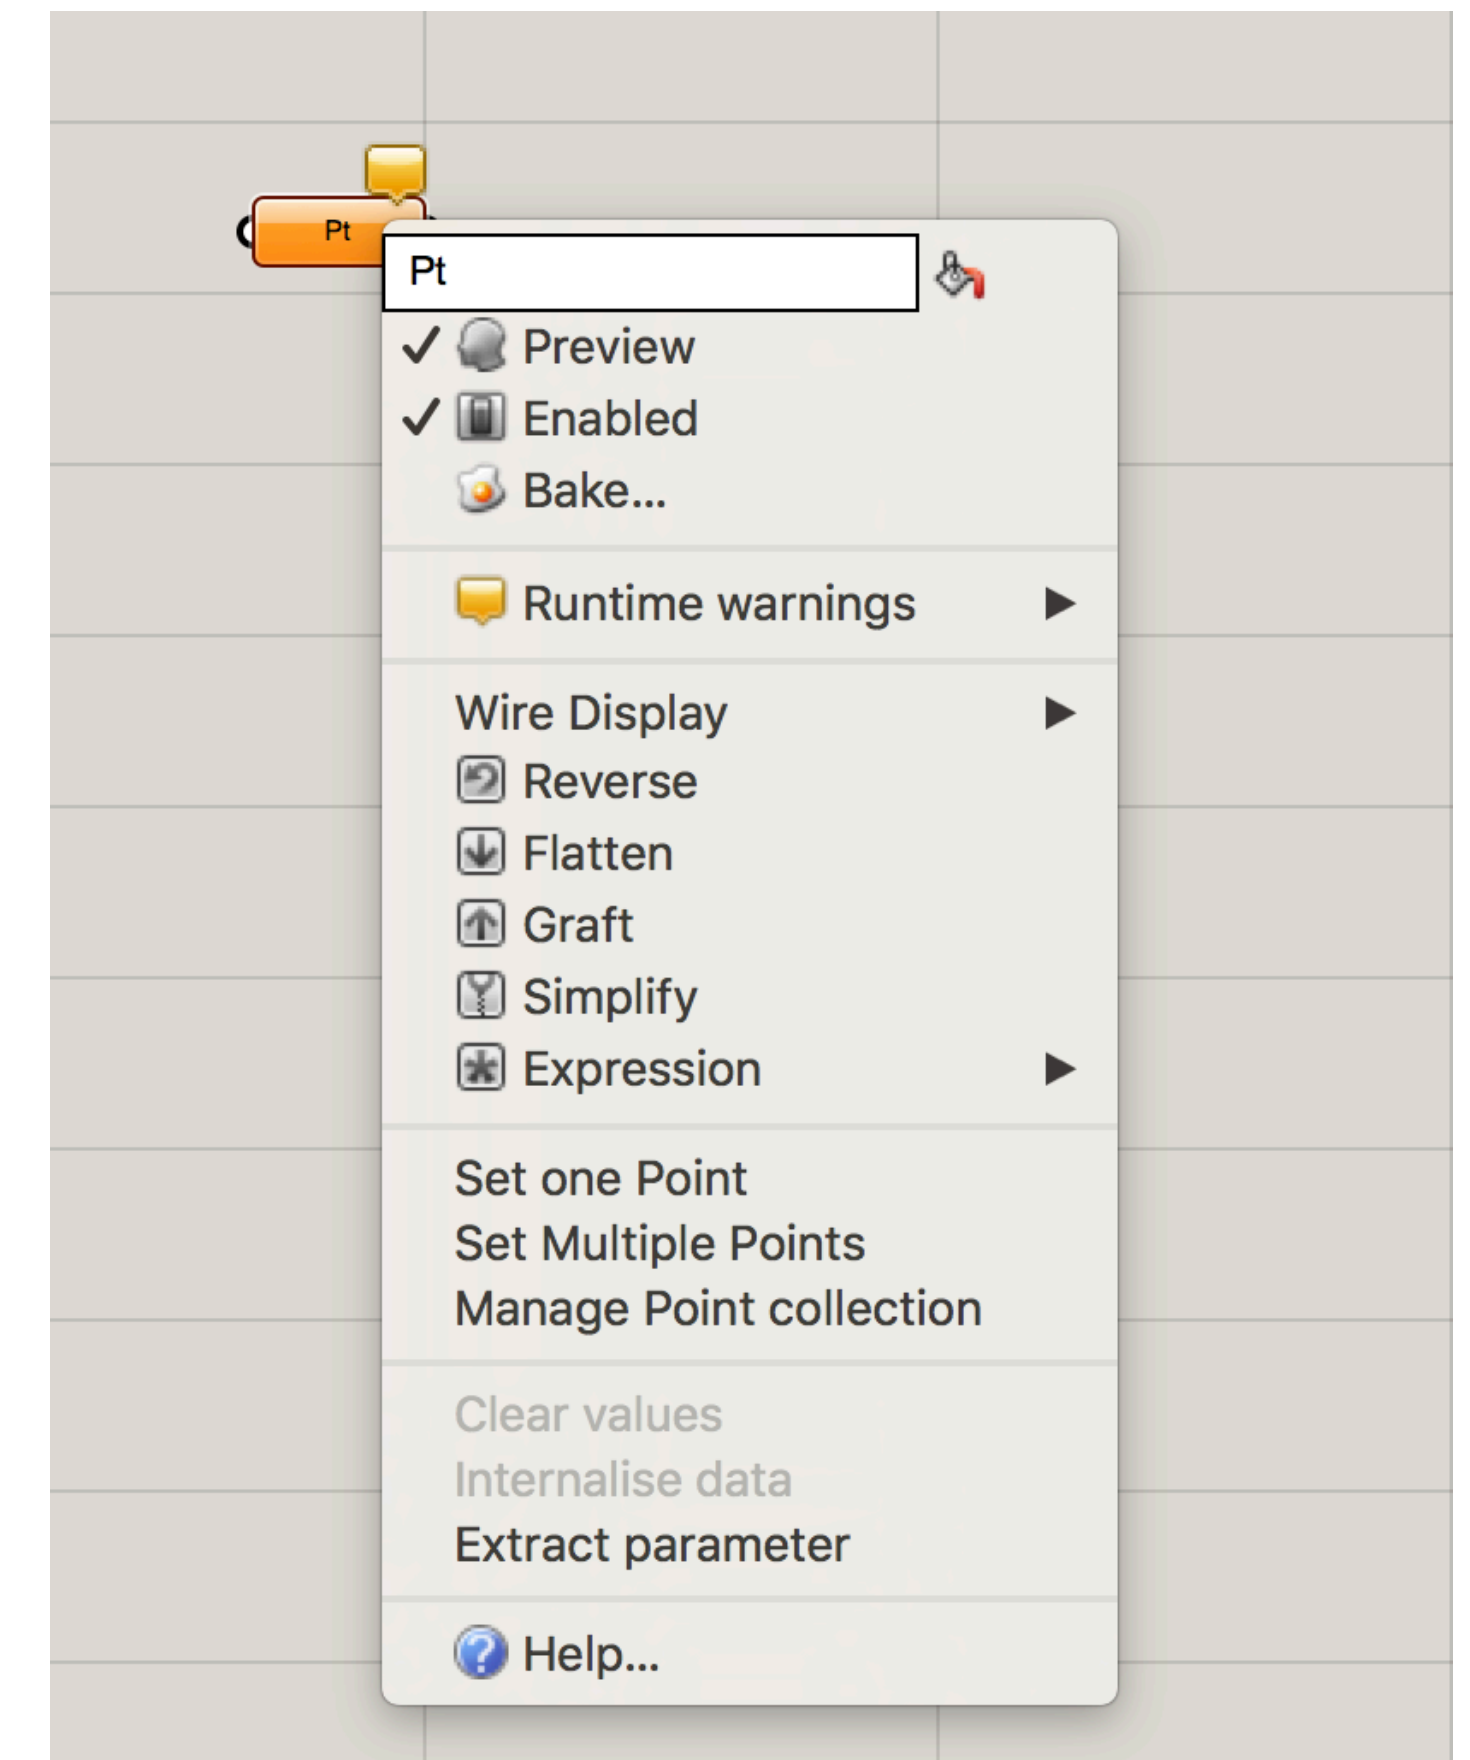 Pt
Pt
Preview
Enabled
Bake...
Runtime warnings
Wire Display
Reverse
Flatten
Graft
Simplify
Expression
Set one Point
Set Multiple Points
Manage Point collection
Clear values
Internalise data
Extract parameter
Help...